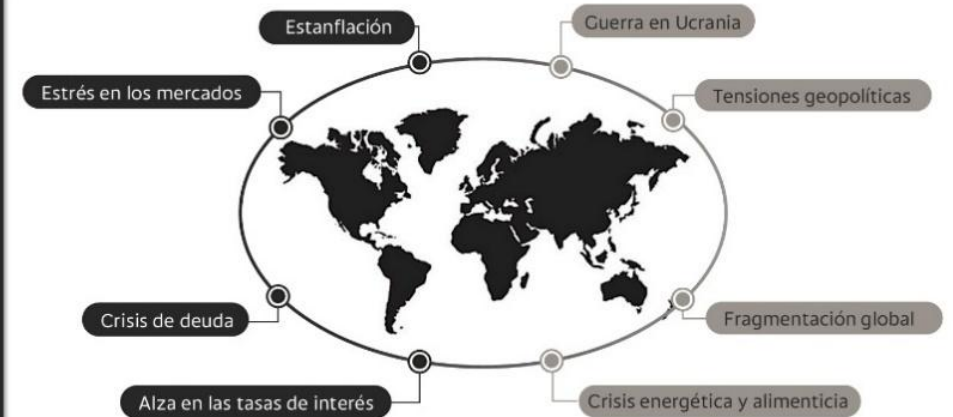 Estanflación
Guerra en Ucrania
Estrés en los mercados
Tensiones geopolíticas
Crisis de deuda
Fragmentación global
Alza en las tasas de interés
Crisis energética y alimenticia